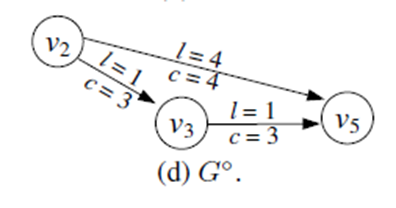 v2
l = 4
c = 4
l = 1
c = 3
v3
l = 1
c = 3
v5
(d) G°.